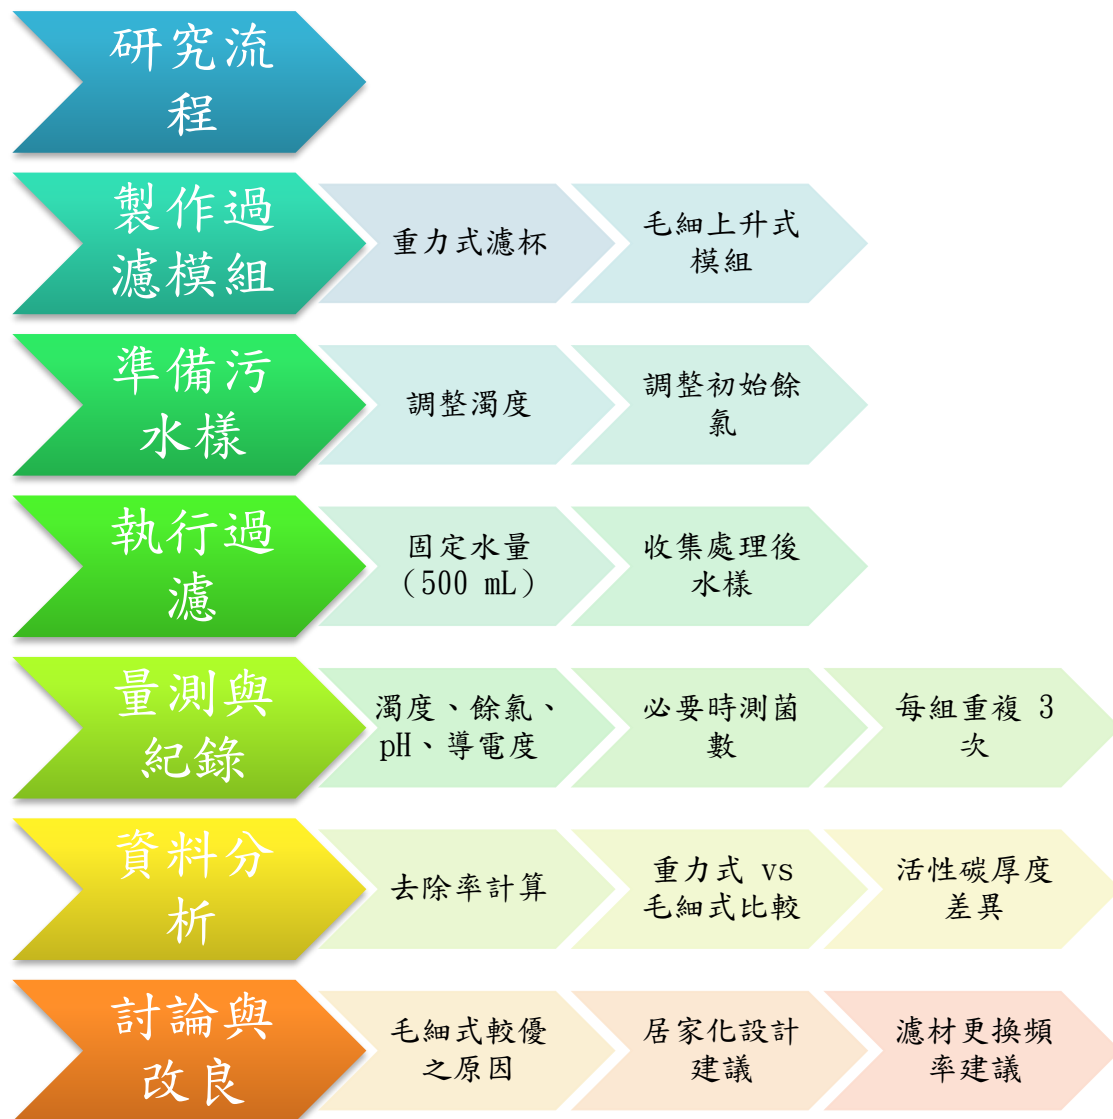 研究流
程
製作過
濾模組
重力式濾杯
毛細上升式
模組
準備污
水樣
調整濁度
調整初始餘
氯
執行過
濾
固定水量
（500 mL）
收集處理後
水樣
量測與
紀錄
濁度、餘氯、
pH、導電度
必要時測菌
數
每組重複 3
次
資料分
析
去除率計算
重力式 vs
毛細式比較
活性碳厚度
差異
討論與
改良
毛細式較優
之原因
居家化設計
建議
濾材更換頻
率建議